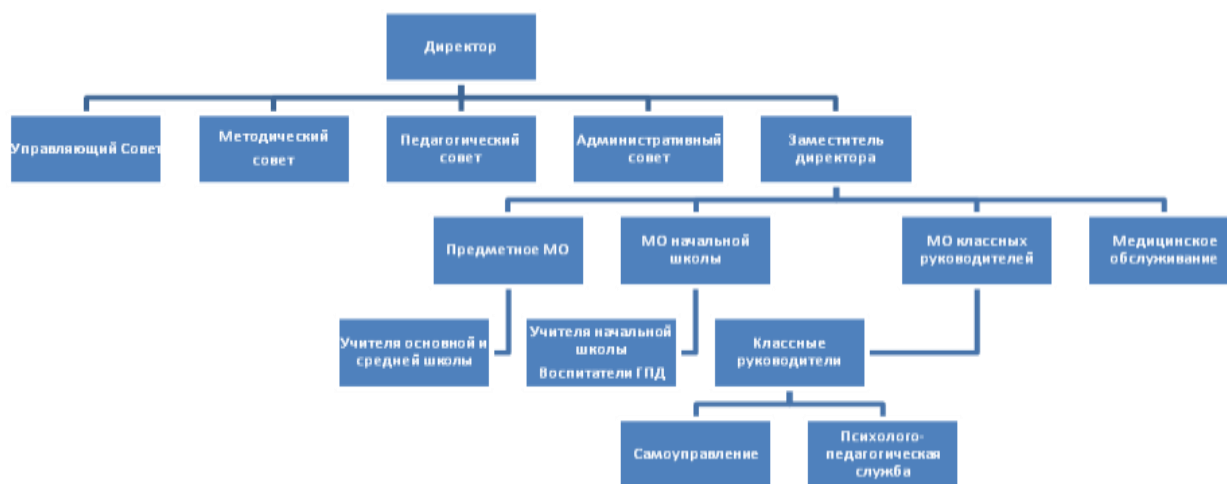 Директор
Управляющий Совет
Методический
совет
Педагогический
совет
Административный
совет
Заместитель
директора
Предметное МО
МО начальной
школы
МО классных
руководителей
Медицинское
обслуживание
Учителя основной и
средней школы
Учителя начальной
школы
Воспитатели ГПД
Классные
руководители
Самоуправление
Психолого-
педагогическая
служба